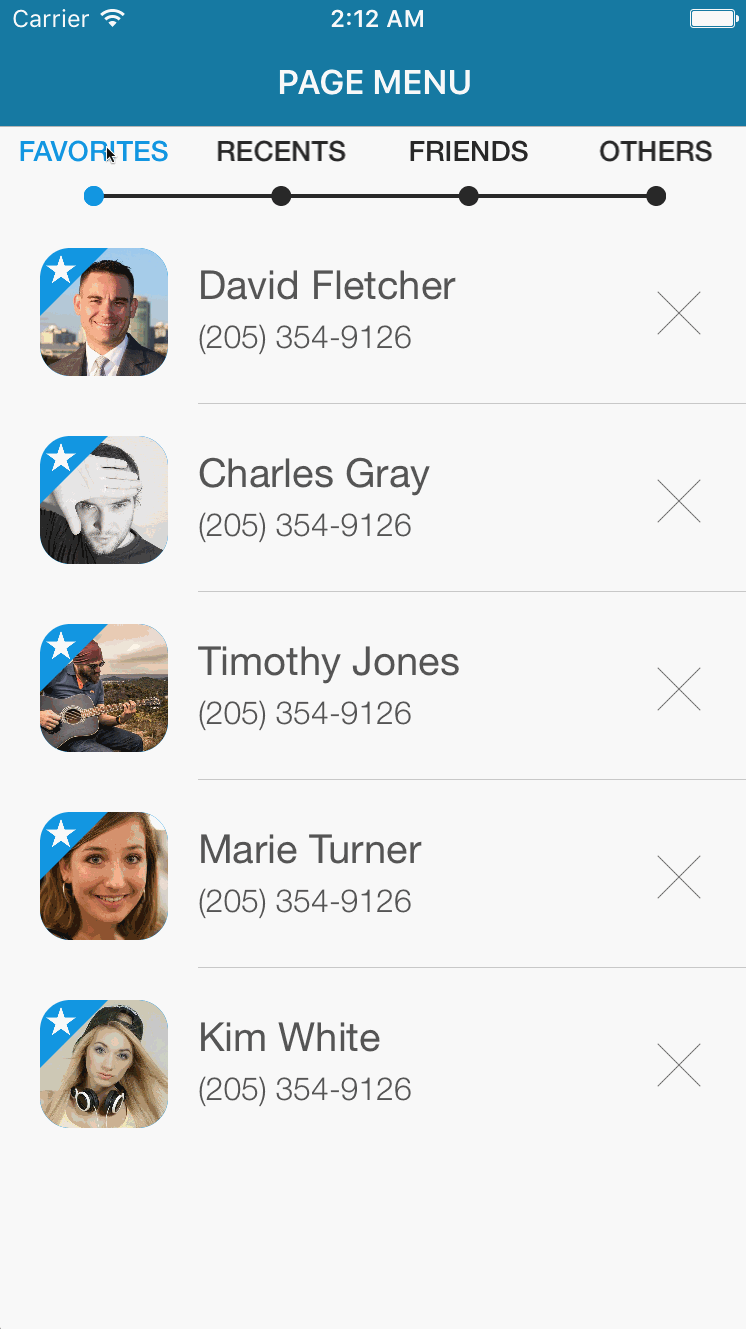 Carrier 2:12 AM
PAGE MENU
FAVORITES RECENTS FRIENDS OTHERS
David Fletcher
(205) 354-9126
Charles Gray
(205) 354-9126
Timothy Jones
(205) 354-9126
Marie Turner
(205) 354-9126
Kim White
(205) 354-9126